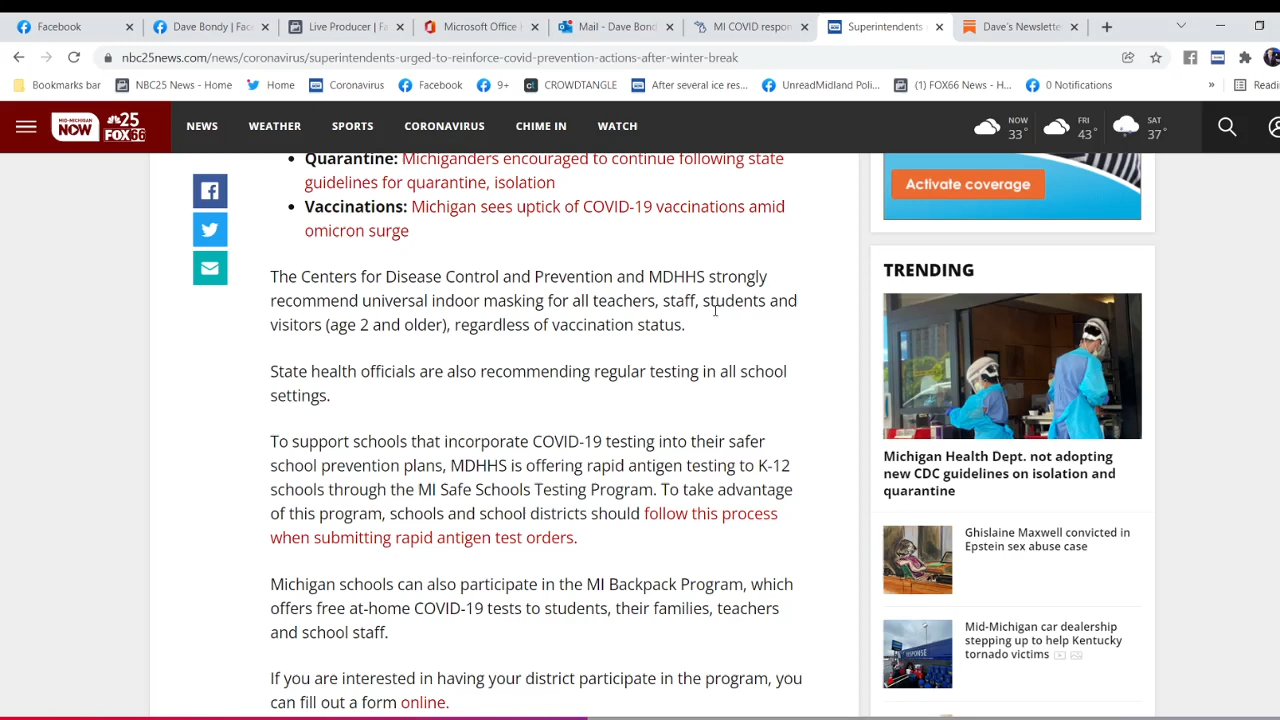 Facebook
Dave Bondy | Fac
Live Producer | Fa
Microsoft Office
Mail - Dave Bond
MI COVID respon
Superintendents
Dave's Newslette
nbc25news.com/news/coronavirus/superintendents-urged-to-reinforce-covid-prevention-actions-after-winter-break
Bookmarks bar
NBC25 News - Home
Home
Coronavirus
Facebook
9+
CROWDTANGLE
After several ice res...
UnreadMidland Poli...
(1) FOX66 News - H...
0 Notifications
»
Readi
MID-MICHIGAN
NOW
NBC 25
FOX 66
NEWS
WEATHER
SPORTS
CORONAVIRUS
CHIME IN
WATCH
NOW
33°
FRI
43°
SAT
37°
• Quarantine: Michiganders encouraged to continue following state
guidelines for quarantine, isolation
• Vaccinations: Michigan sees uptick of COVID-19 vaccinations amid
omicron surge
The Centers for Disease Control and Prevention and MDHHS strongly
recommend universal indoor masking for all teachers, staff, students and
visitors (age 2 and older), regardless of vaccination status.
State health officials are also recommending regular testing in all school
settings.
To support schools that incorporate COVID-19 testing into their safer
school prevention plans, MDHHS is offering rapid antigen testing to K-12
schools through the MI Safe Schools Testing Program. To take advantage
of this program, schools and school districts should follow this process
when submitting rapid antigen test orders.
Michigan schools can also participate in the MI Backpack Program, which
offers free at-home COVID-19 tests to students, their families, teachers
and school staff.
If you are interested in having your district participate in the program, you
can fill out a form online.
Activate coverage
TRENDING
Michigan Health Dept. not adopting
new CDC guidelines on isolation and
quarantine
Ghislaine Maxwell convicted in
Epstein sex abuse case
Mid-Michigan car dealership
stepping up to help Kentucky
tornado victims